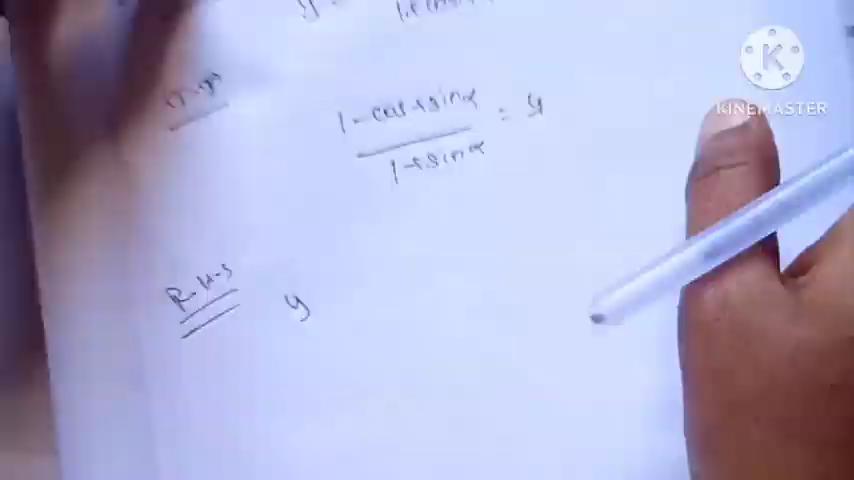 K
KINEMASTER
1 - cosα + sinα / 1 + sinα = y
R.H.S
y